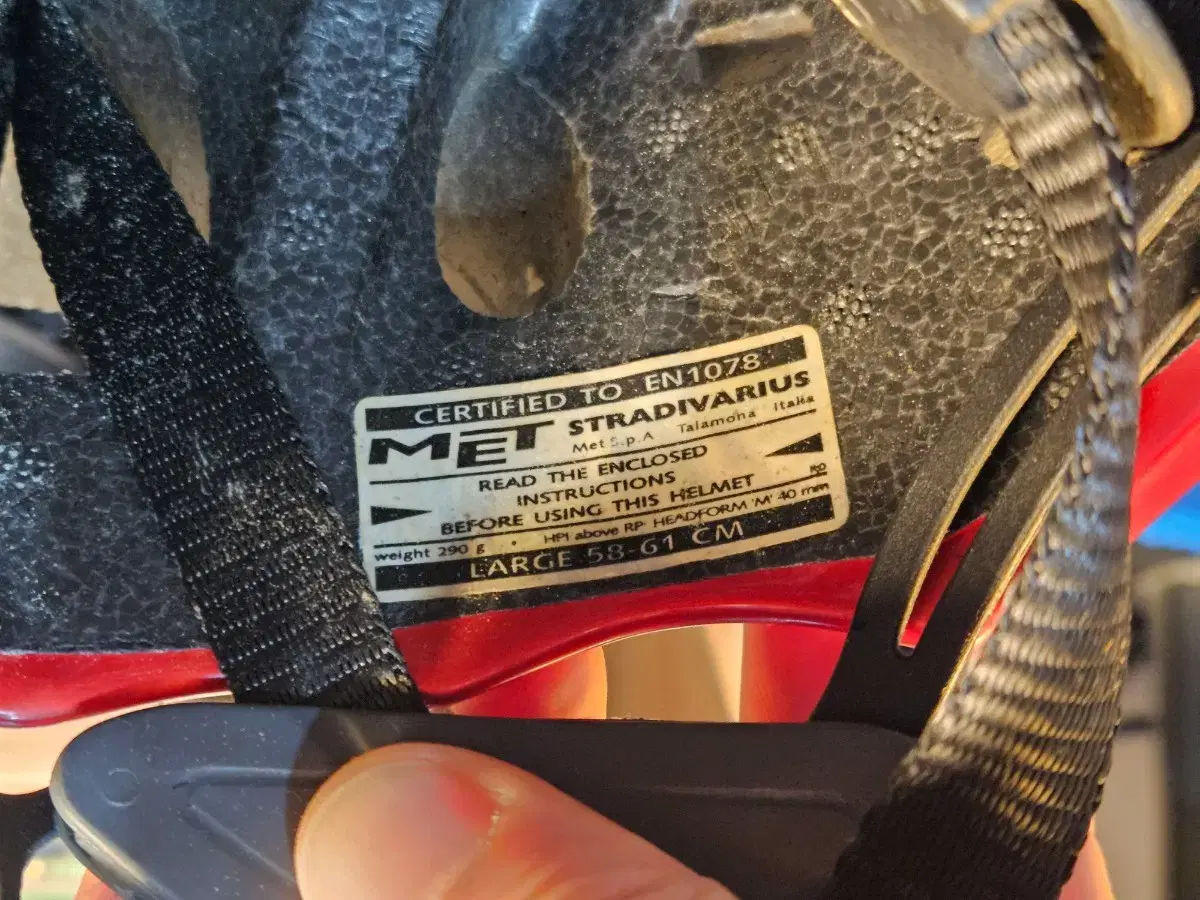 CERTIFIED TO EN1078
MET STRADIVARIUS
Met S.p.A Talamona Italia
READ THE ENCLOSED
INSTRUCTIONS
BEFORE USING THIS HELMET
weight 290 g • HPI above RP HEADFORM 'M' 40 mm
LARGE 58-61 CM